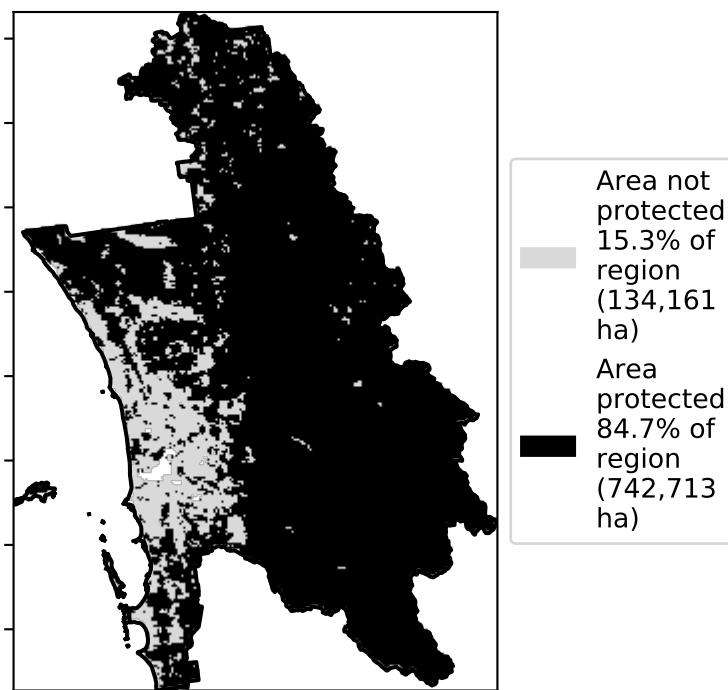 Area not
protected
15.3% of
region
(134,161
ha)
Area
protected
84.7% of
region
(742,713
ha)